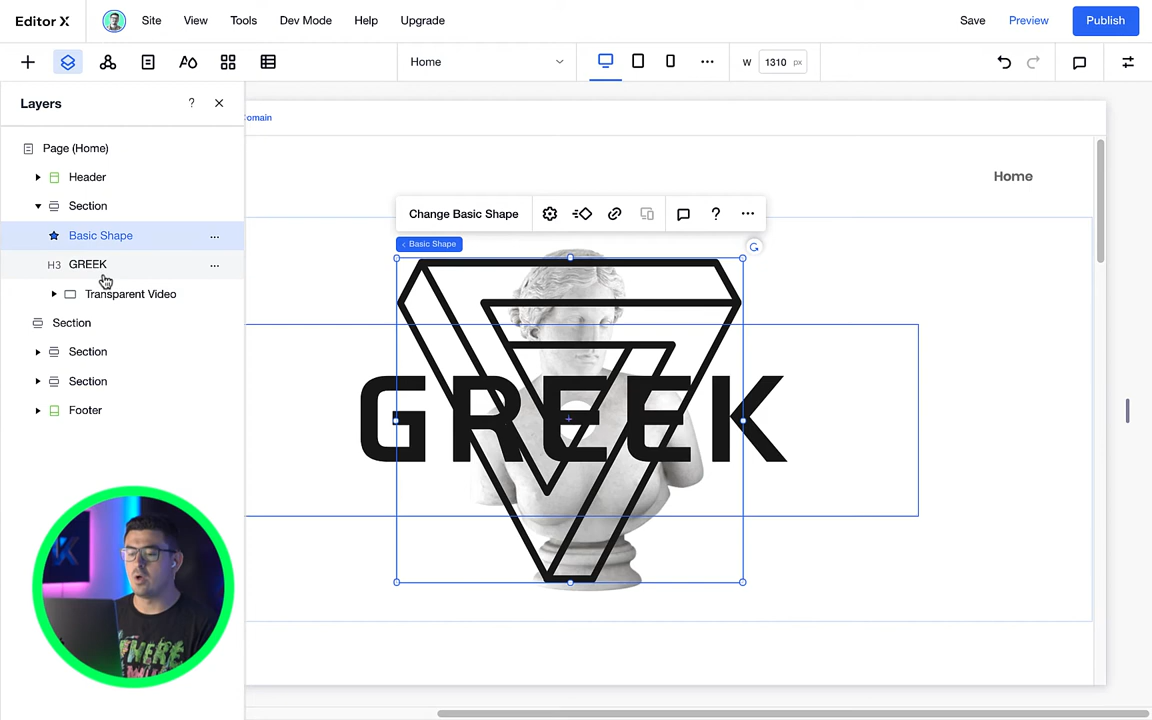 Editor X
Site
View
Tools
Dev Mode
Help
Upgrade
Save
Preview
Publish
Home
W 1310 px
Layers
?
Page (Home)
Header
Section
Basic Shape
H3 GREEK
Transparent Video
Section
Section
Section
Footer
omain
Home
Change Basic Shape
?
< Basic Shape
GREEK